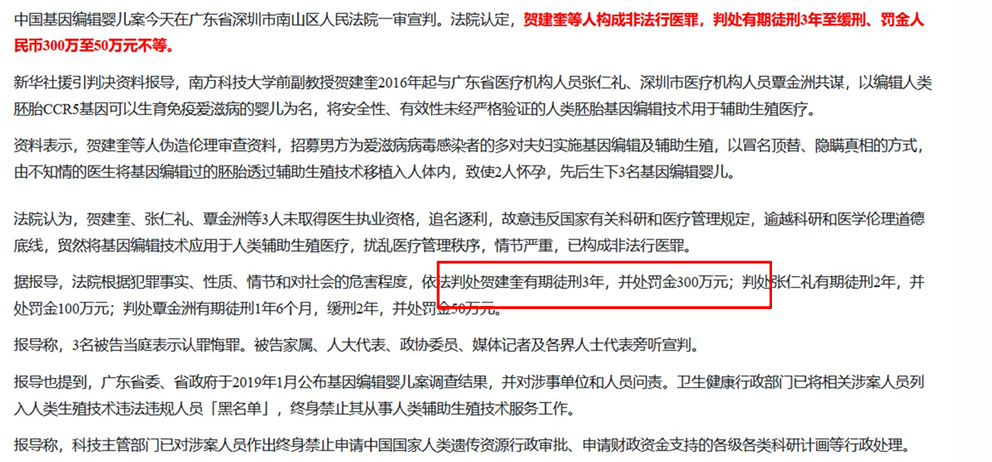 中国基因编辑婴儿案今天在广东省深圳市南山区人民法院一审宣判。法院认定，贺建奎等人构成非法行医罪，判处有期徒刑3年至缓刑、罚金人
民币300万至50万元不等。
新华社援引判决资料报导，南方科技大学前副教授贺建奎2016年起与广东省医疗机构人员张仁礼、深圳市医疗机构人员覃金洲共谋，以编辑人类
胚胎CCR5基因可以生育免疫爱滋病的婴儿为名，将安全性、有效性未经严格验证的人类胚胎基因编辑技术用于辅助生殖医疗。
资料表示，贺建奎等人伪造伦理审查资料，招募男方为爱滋病病毒感染者的多对夫妇实施基因编辑及辅助生殖，以冒名顶替、隐瞒真相的方式，
由不知情的医生将基因编辑过的胚胎透过辅助生殖技术移植入人体内，致使2人怀孕，先后生下3名基因编辑婴儿。
法院认为，贺建奎、张仁礼、覃金洲等3人未取得医生执业资格，追名逐利，故意违反国家有关科研和医疗管理规定，逾越科研和医学伦理道德
底线，贸然将基因编辑技术应用于人类辅助生殖医疗，扰乱医疗管理秩序，情节严重，已构成非法行医罪。
据报导，法院根据犯罪事实、性质、情节和对社会的危害程度，依法判处贺建奎有期徒刑3年，并处罚金300万元；判处张仁礼有期徒刑2年，并
处罚金100万元；判处覃金洲有期徒刑1年6个月，缓刑2年，并处罚金50万元。
报导称，3名被告当庭表示认罪悔罪。被告家属、人大代表、政协委员、媒体记者及各界人士代表旁听宣判。
报导也提到，广东省委、省政府于2019年1月公布基因编辑婴儿案调查结果，并对涉事单位和人员问责。卫生健康行政部门已将相关涉案人员列
入人类生殖技术违法违规人员「黑名单」，终身禁止其从事人类辅助生殖技术服务工作。
报导称，科技主管部门已对涉案人员作出终身禁止申请中国国家人类遗传资源行政审批、申请财政资金支持的各级各类科研计画等行政处理。